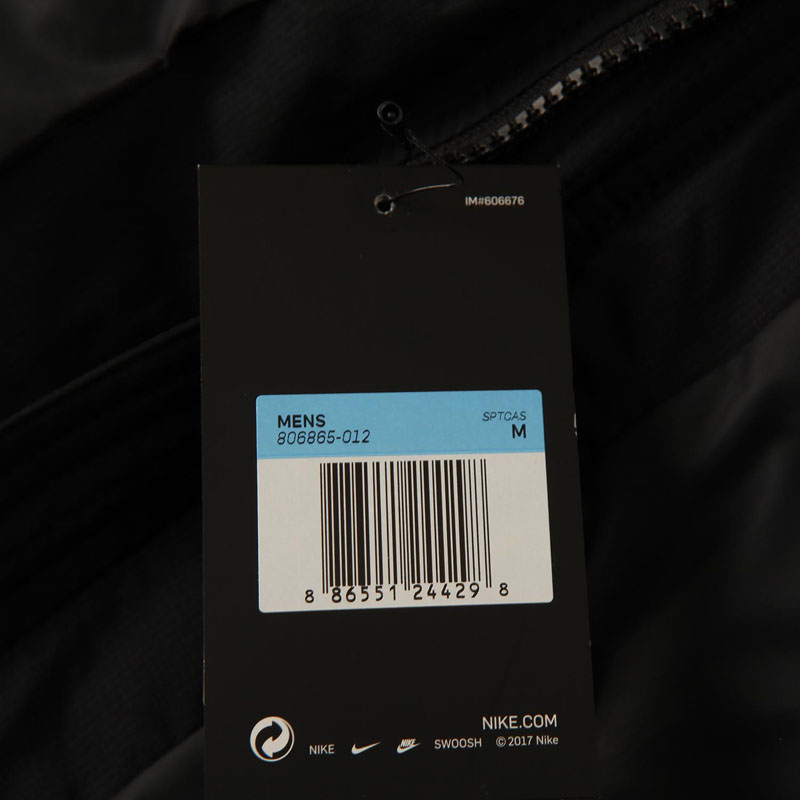 IM#606676
MENS
806865-012
SPTCAS
M
8 86551 24429 8
NIKE.COM
NIKE SWOOSH © 2017 Nike